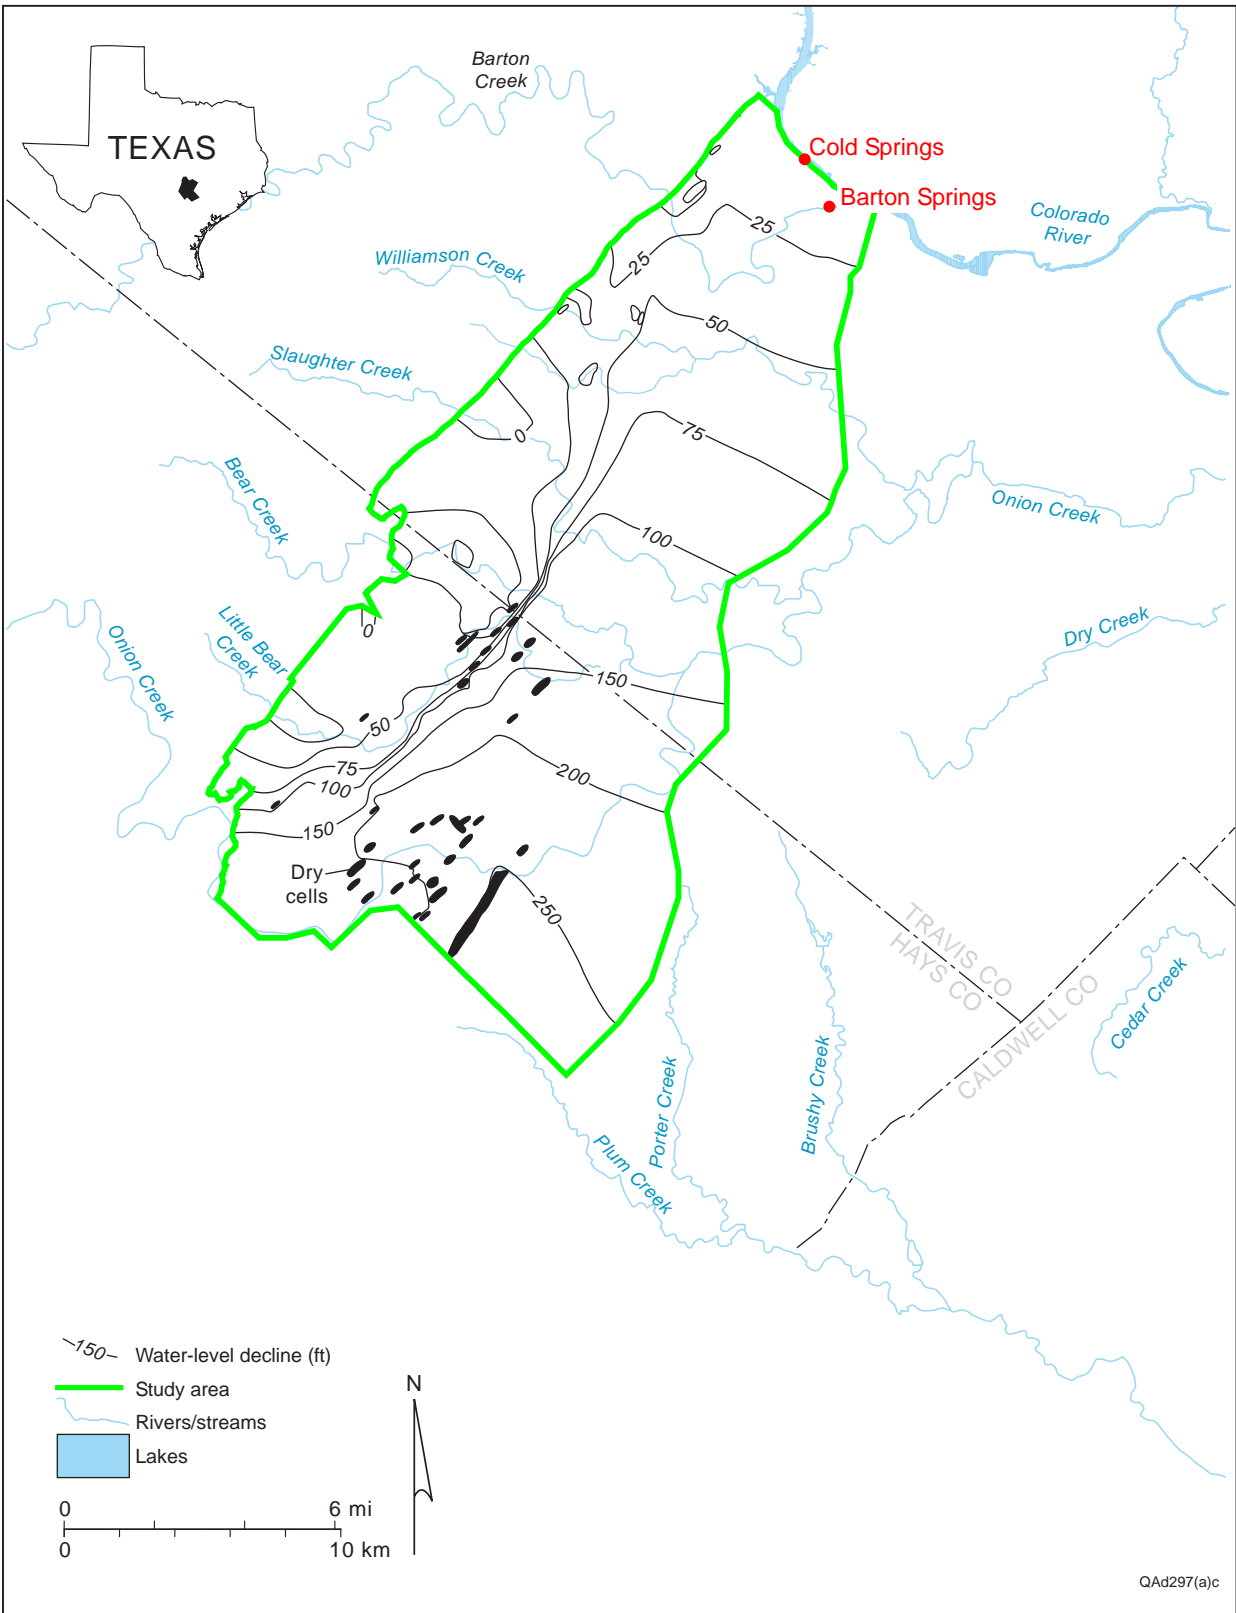 Barton
Creek
TEXAS
Cold Springs
Barton Springs
Colorado
River
25
Williamson Creek
25
50
Slaughter Creek
0
75
Bear Creek
Onion Creek
100
Little Bear
Creek
0
Dry Creek
Onion Creek
150
50
75
200
100
150
Dry
cells
250
TRAVIS CO
HAYS CO
CALDWELL CO
Cedar Creek
Porter Creek
Brushy Creek
Plum Creek
150
Water-level decline (ft)
Study area
Rivers/streams
Lakes
N
0
6 mi
0
10 km
QAd297(a)c